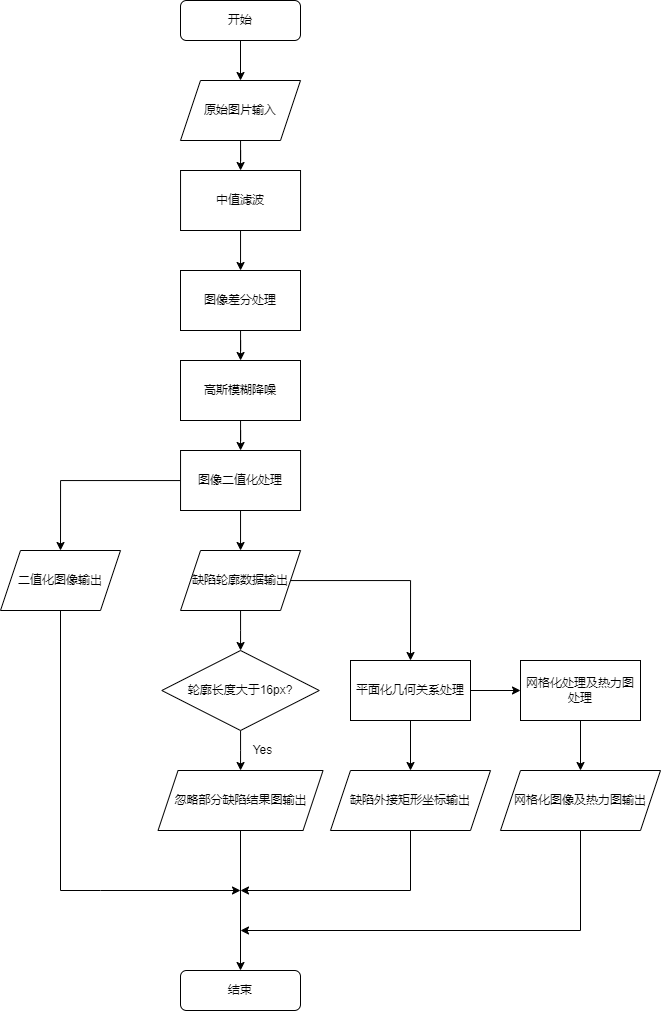 开始
原始图片输入
中值滤波
图像差分处理
高斯模糊降噪
图像二值化处理
二值化图像输出
缺陷轮廓数据输出
轮廓长度大于16px?
平面化几何关系处理
网格化处理及热力图
处理
Yes
忽略部分缺陷结果图输出
缺陷外接矩形坐标输出
网格化图像及热力图输出
结束